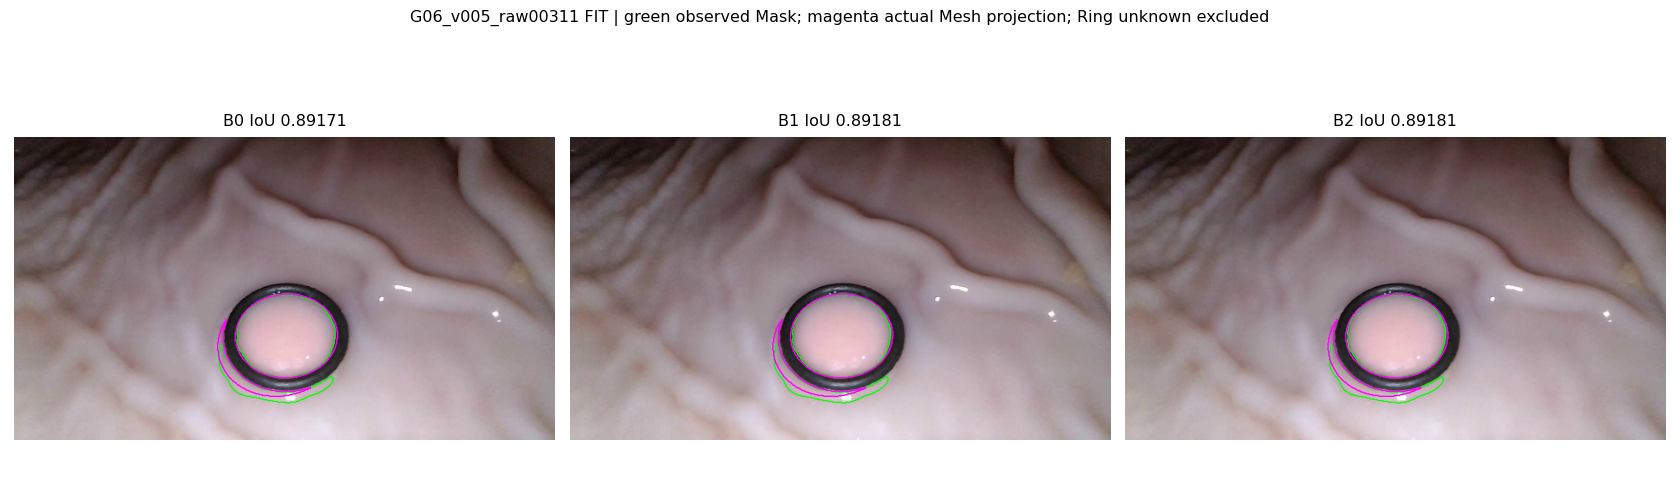 G06_v005_raw00311 FIT | green observed Mask; magenta actual Mesh projection; Ring unknown excluded
B0 IoU 0.89171
B1 IoU 0.89181
B2 IoU 0.89181